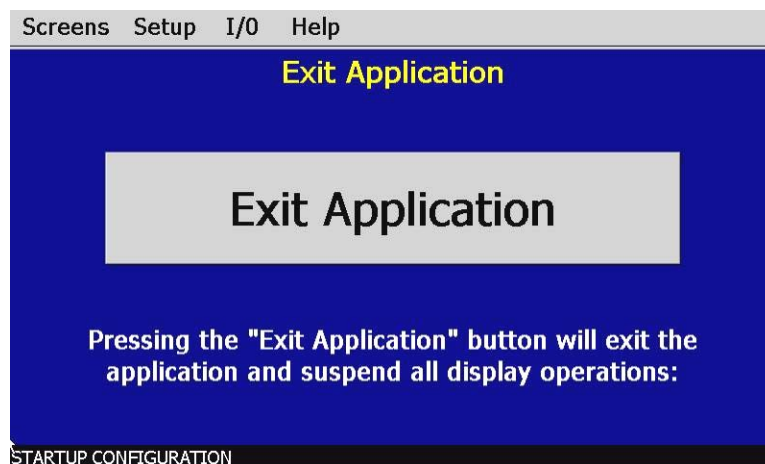 Screens Setup I/0 Help
Exit Application
Exit Application
Pressing the "Exit Application" button will exit the
application and suspend all display operations:
STARTUP CONFIGURATION